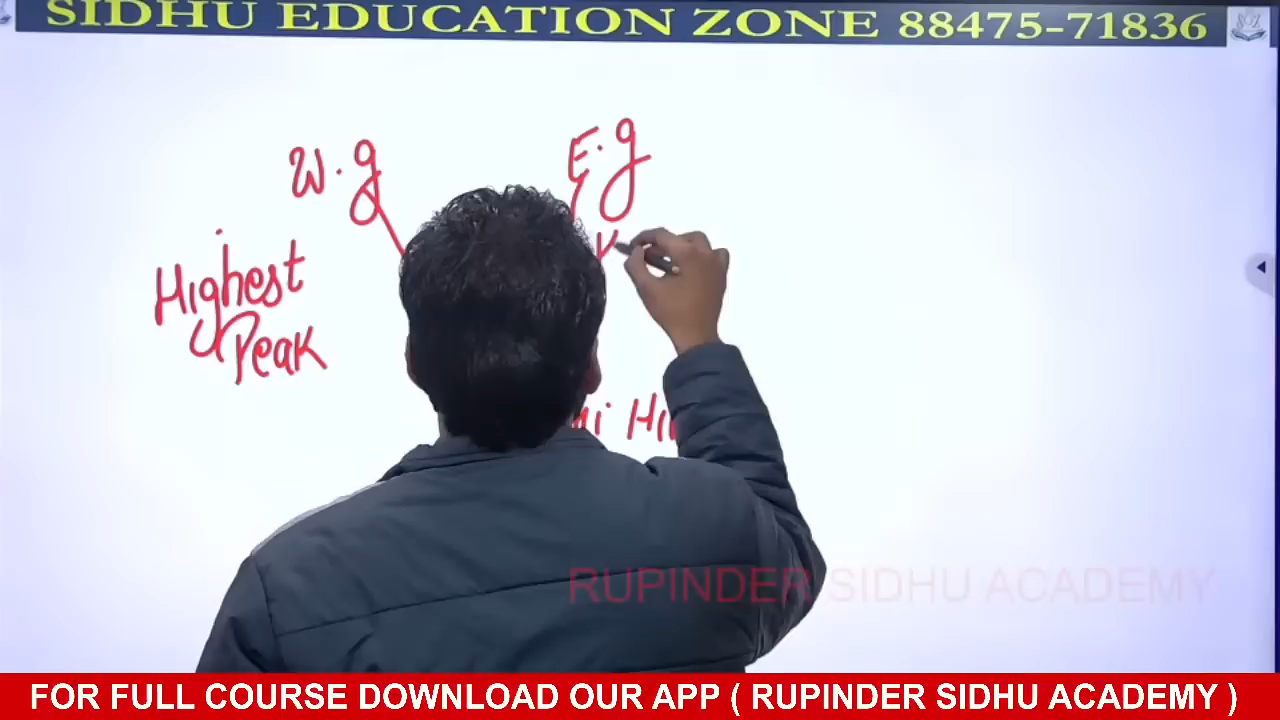 SIDHU EDUCATION ZONE 88475-71836
W.g
E.g
Highest
Peak
RUPINDER SIDHU ACADEMY
FOR FULL COURSE DOWNLOAD OUR APP ( RUPINDER SIDHU ACADEMY )